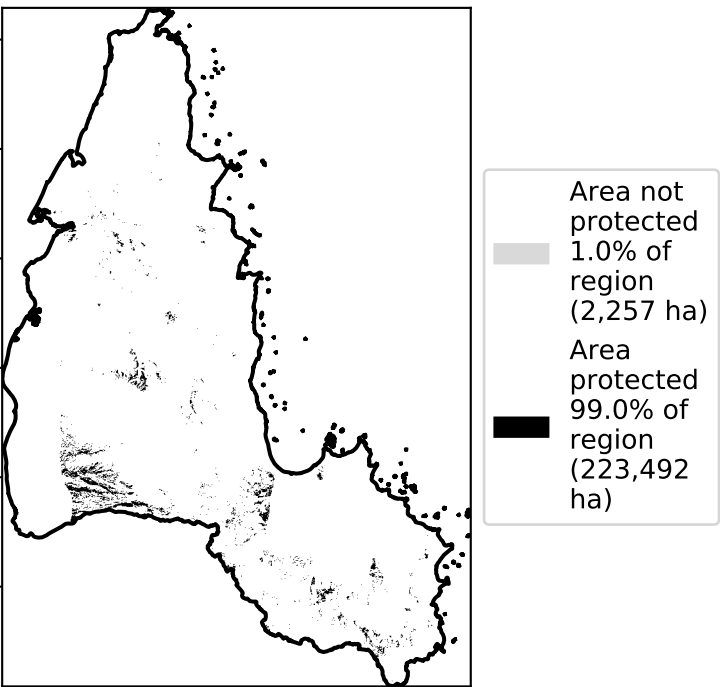 Area not
protected
1.0% of
region
(2,257 ha)
Area
protected
99.0% of
region
(223,492
ha)